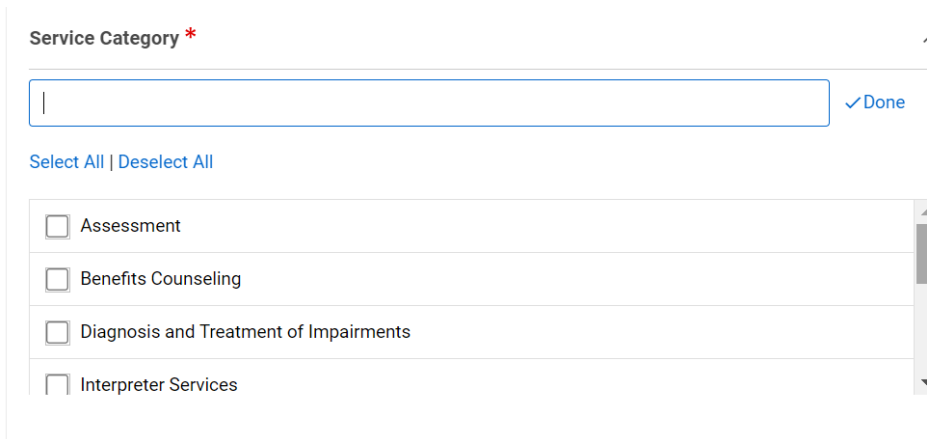 Service Category *
Done
Select All | Deselect All
Assessment
Benefits Counseling
Diagnosis and Treatment of Impairments
Interpreter Services